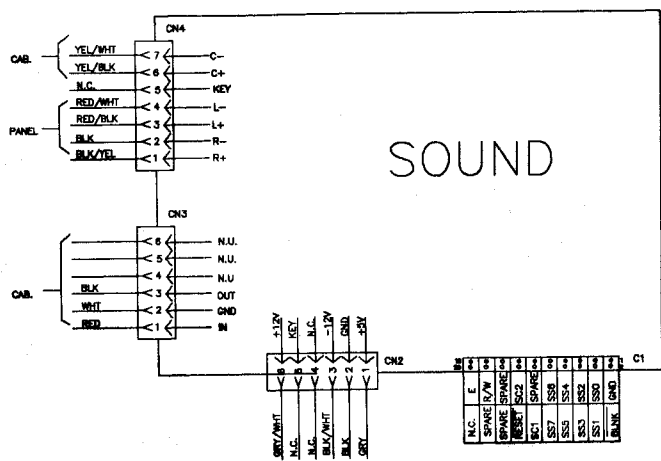 CN4
CAB.
YEL/WHT 7 C-
YEL/BLK 6 C+
N.C. 5 KEY
RED/WHT 4 L-
PANEL
RED/BLK 3 L+
BLK 2 R-
BLK/YEL 1 R+
SOUND
CN3
CAB.
6 N.U.
5 N.U.
4 N.U
BLK 3 OUT
WHT 2 GND
RED 1 IN
+12V KEY N.C. -12V GND +5V
CN2
6 5 4 3 2 1
GRY/WHT N.C. N.C. BLK/WHT BLK GRY
C1
E R/W SPARE SC2 SPARE SS6 SS4 SS2 SS0 GND
N.C. SPARE SPARE RESET SC1 SS7 SS5 SS3 SS1 BLNK